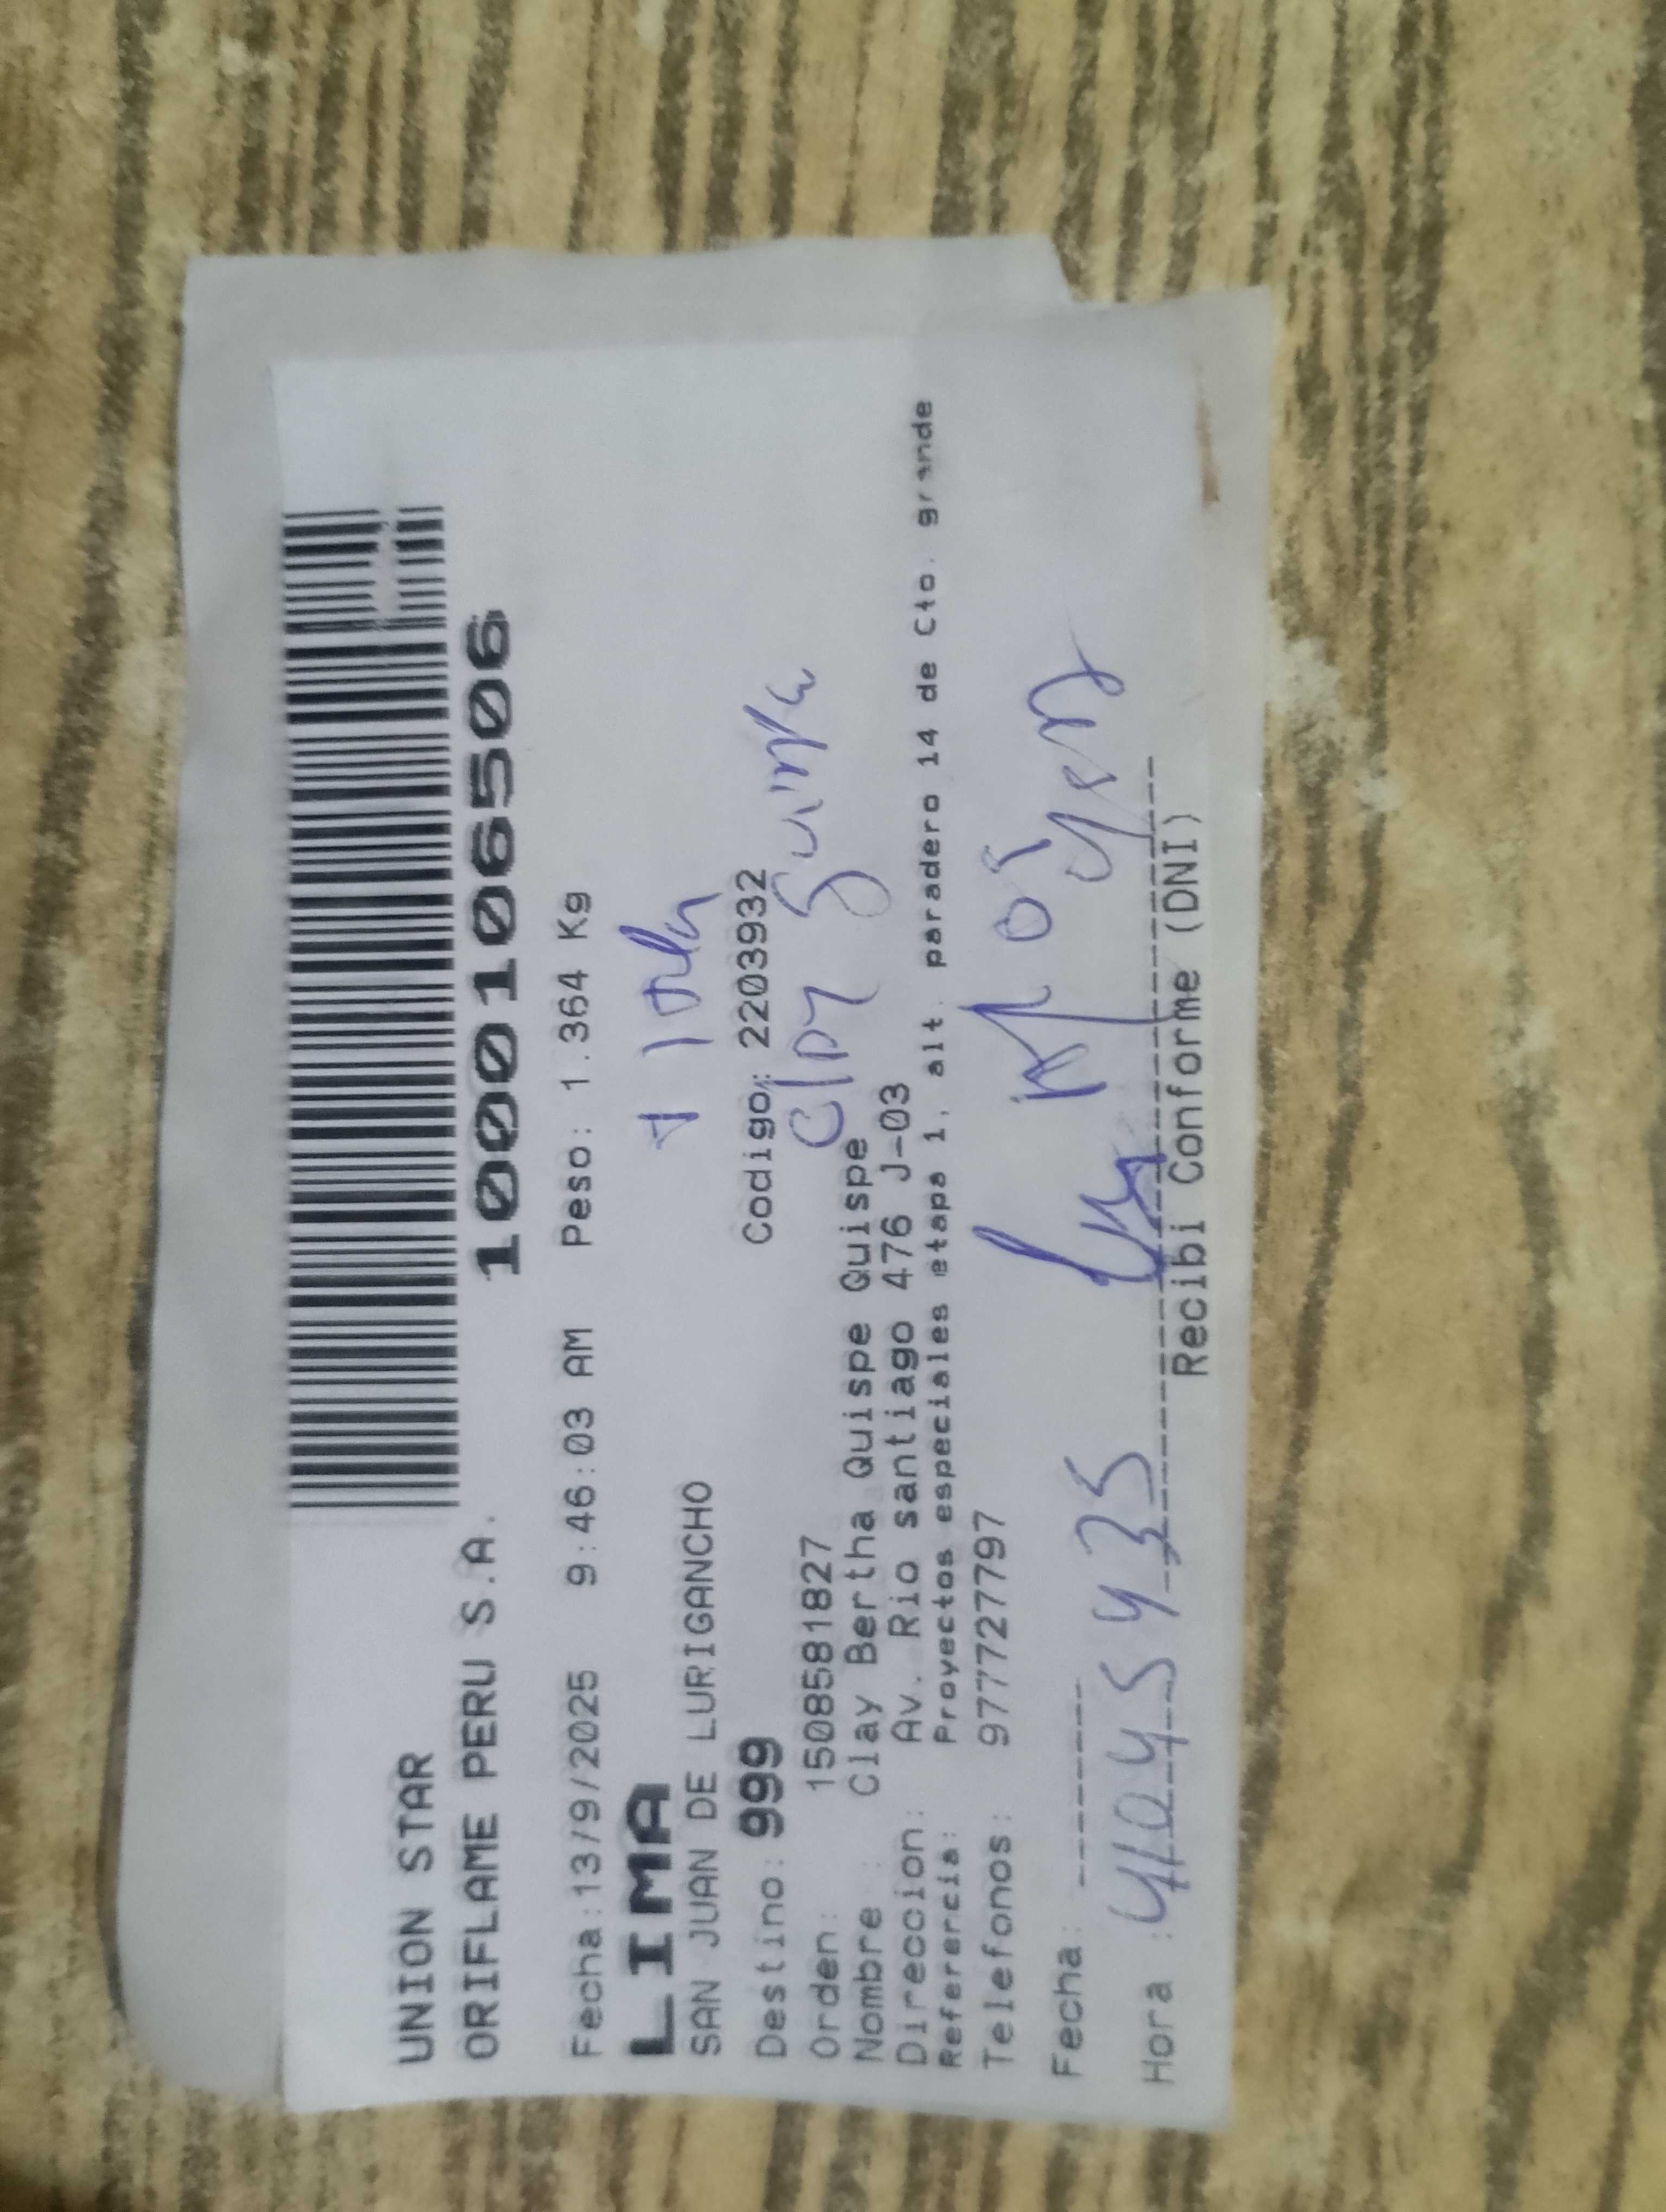 UNION STAR
ORIFLAME PERU S.A.
1000106506
Fecha:13/9/2025 9:46:03 AM Peso: 1.364 Kg
LIMA
SAN JUAN DE LURIGANCHO
Destino: 999 Codigo: 2203932
Orden: 1508581827
Nombre : Clay Bertha Quispe Quispe
Direccion: Av. Rio santiago 476 J-03
Referencia: Proyectos especiales etapa 1, alt. paradero 14 de Cto. grande
Telefonos: 977727797
Fecha:
Hora :
Recibi Conforme (DNI)